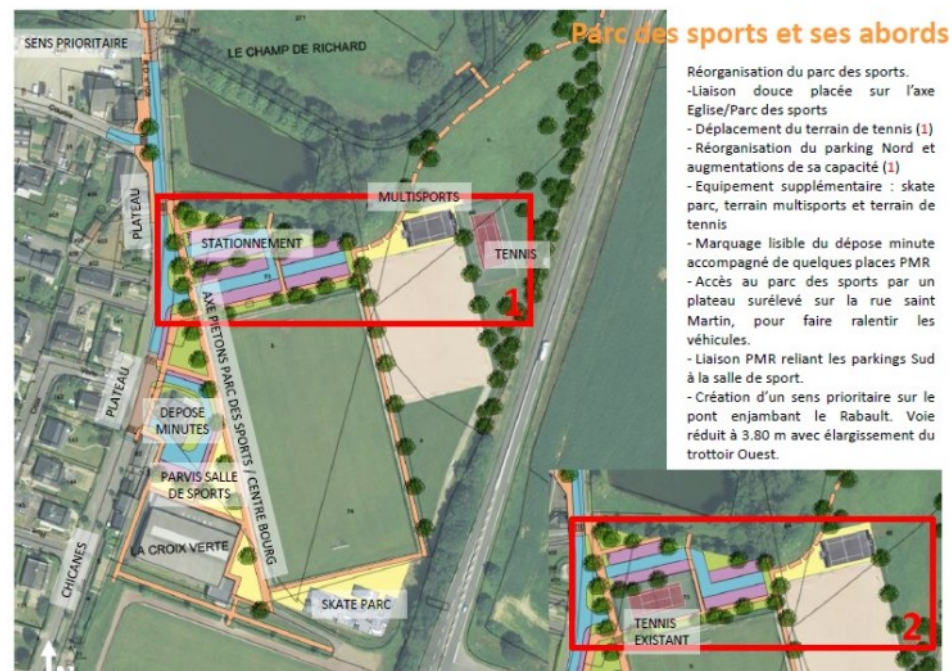 Parc des sports et ses abords
SENS PRIORITAIRE
LE CHAMP DE RICHARD
PLATEAU
MULTISPORTS
STATIONNEMENT
TENNIS
1
AXE PIETONS PARC DES SPORTS / CENTRE BOURG
PLATEAU
DEPOSE
MINUTES
PARVIS SALLE
DE SPORTS
LA CROIX VERTE
CHICANES
SKATE PARC
N
Réorganisation du parc des sports.
-Liaison douce placée sur l'axe
Eglise/Parc des sports
- Déplacement du terrain de tennis (1)
- Réorganisation du parking Nord et
augmentations de sa capacité (1)
- Equipement supplémentaire : skate
parc, terrain multisports et terrain de
tennis
- Marquage lisible du dépose minute
accompagné de quelques places PMR
- Accès au parc des sports par un
plateau surélevé sur la rue saint
Martin, pour faire ralentir les
véhicules.
- Liaison PMR reliant les parkings Sud
à la salle de sport.
- Création d'un sens prioritaire sur le
pont enjambant le Rabault. Voie
réduit à 3.80 m avec élargissement du
trottoir Ouest.
TENNIS
EXISTANT
2